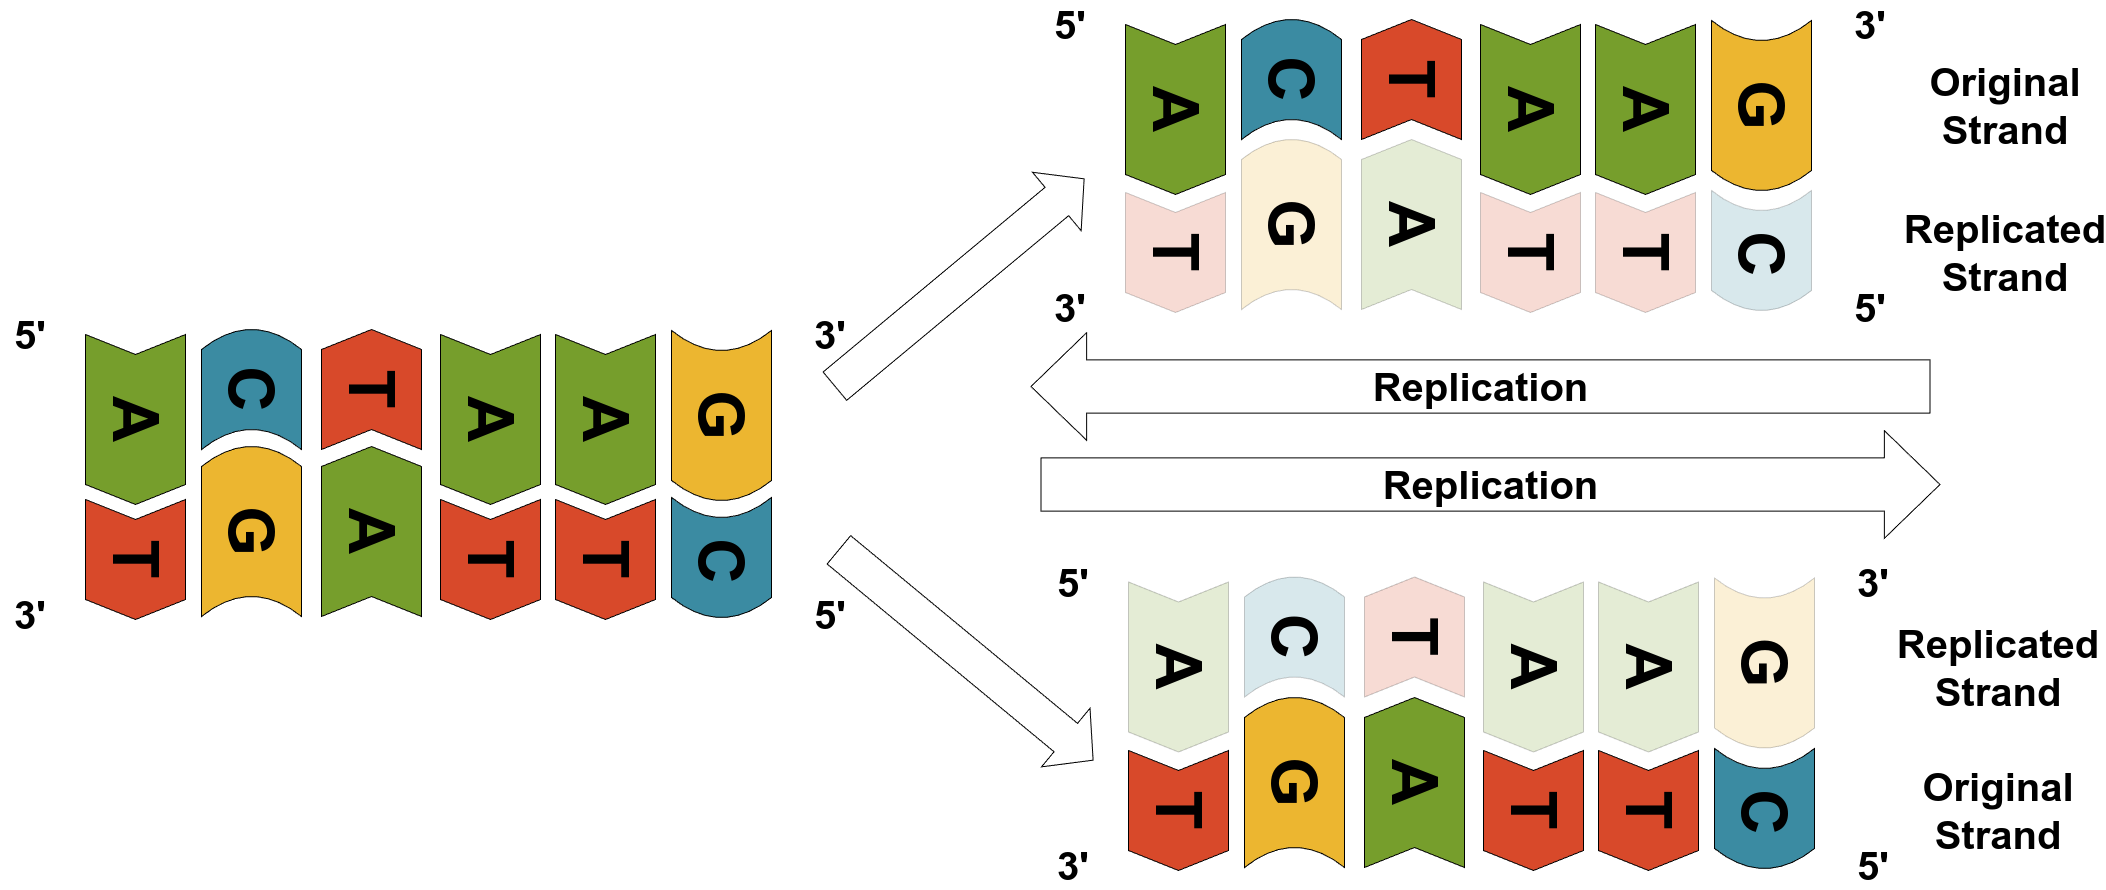 5' 3'
A C T A A G
T G A T T C
3' 5'
5' 3'
A C T A A G
Original
Strand
T G A T T C
Replicated
Strand
3' 5'
Replication
Replication
5' 3'
A C T A A G
Replicated
Strand
T G A T T C
Original
Strand
3' 5'